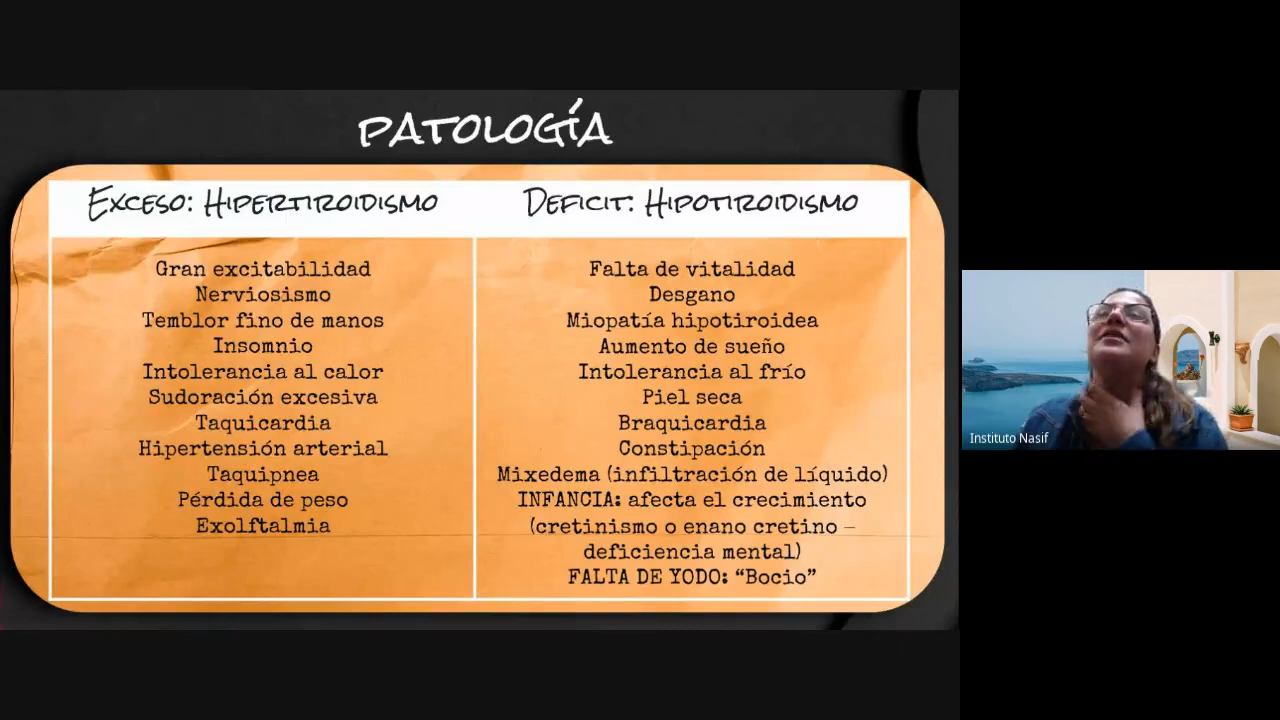 PATOLOGÍA
EXCESO: HIPERTIROIDISMO
Gran excitabilidad
Nerviosismo
Temblor fino de manos
Insomnio
Intolerancia al calor
Sudoración excesiva
Taquicardia
Hipertensión arterial
Taquipnea
Pérdida de peso
Exolftalmia
DEFICIT: HIPOTIROIDISMO
Falta de vitalidad
Desgano
Miopatía hipotiroidea
Aumento de sueño
Intolerancia al frío
Piel seca
Braquicardia
Constipación
Mixedema (infiltración de líquido)
INFANCIA: afecta el crecimiento
(cretinismo o enano cretino –
deficiencia mental)
FALTA DE YODO: “Bocio”
Instituto Nasif